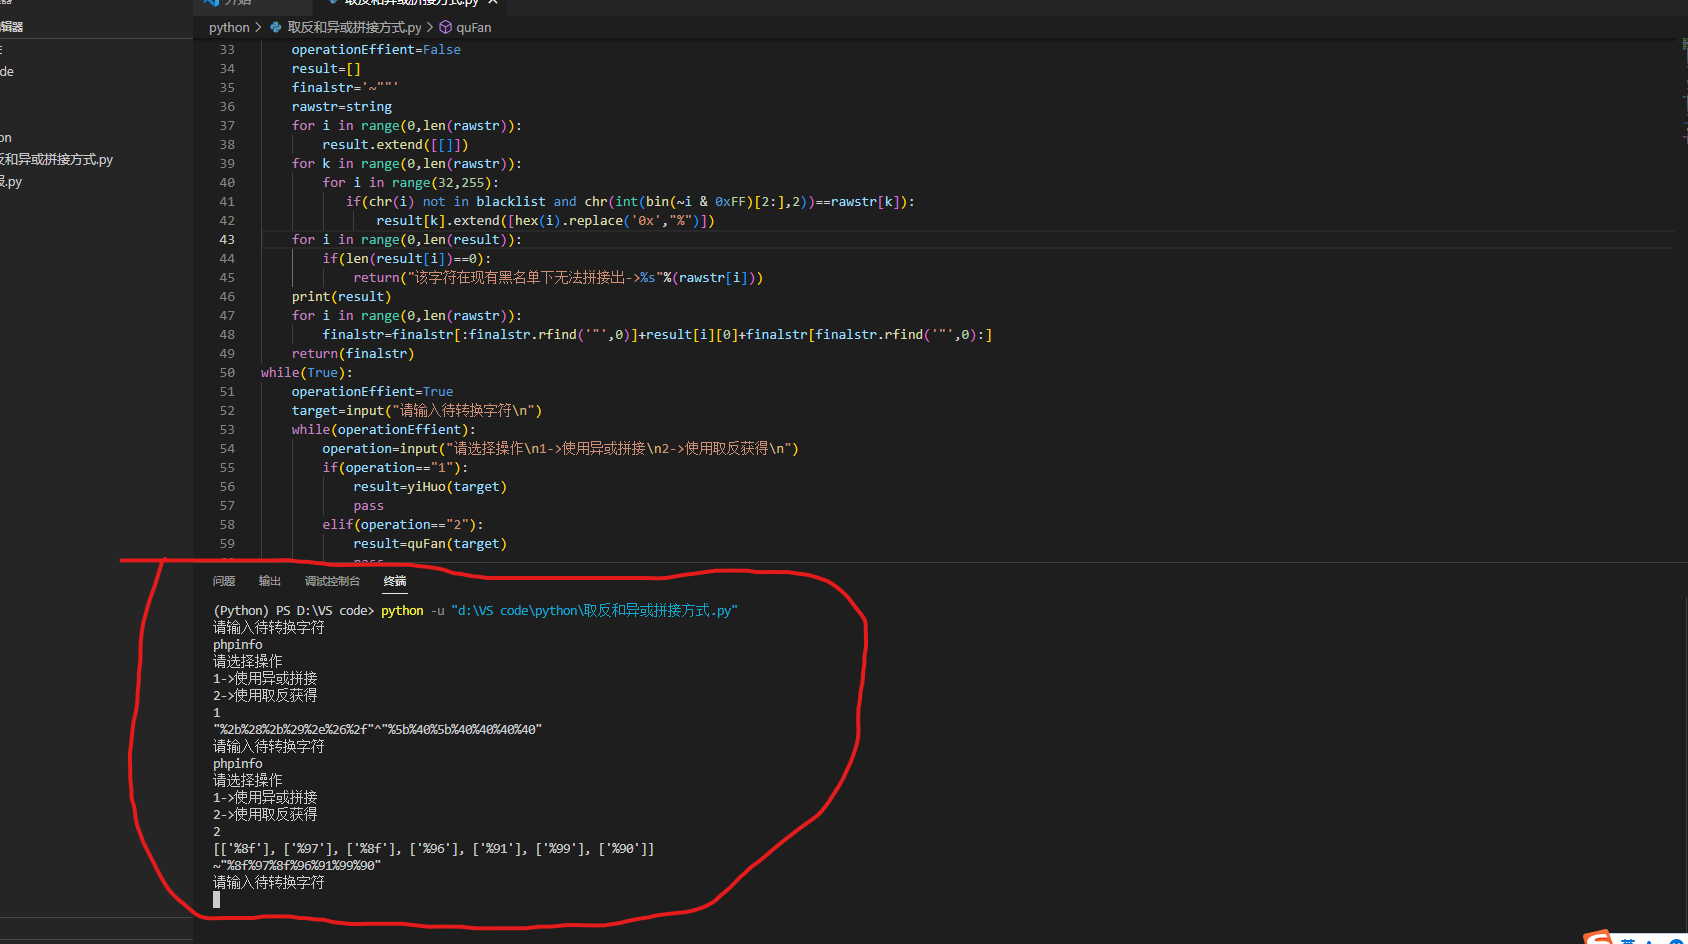 开始
取反和异或拼接方式.py ×
编辑器
de
on
反和异或拼接方式.py
.py
python > 取反和异或拼接方式.py > quFan
33 operationEffient=False
34 result=[]
35 finalstr='~""'
36 rawstr=string
37 for i in range(0,len(rawstr)):
38 result.extend([[]])
39 for k in range(0,len(rawstr)):
40 for i in range(32,255):
41 if(chr(i) not in blacklist and chr(int(bin(~i & 0xFF)[2:],2))==rawstr[k]):
42 result[k].extend([hex(i).replace('0x',"%")])
43 for i in range(0,len(result)):
44 if(len(result[i])==0):
45 return("该字符在现有黑名单下无法拼接出->%s"%(rawstr[i]))
46 print(result)
47 for i in range(0,len(rawstr)):
48 finalstr=finalstr[:finalstr.rfind('"',0)]+result[i][0]+finalstr[finalstr.rfind('"',0):]
49 return(finalstr)
50 while(True):
51 operationEffient=True
52 target=input("请输入待转换字符\n")
53 while(operationEffient):
54 operation=input("请选择操作\n1->使用异或拼接\n2->使用取反获得\n")
55 if(operation=="1"):
56 result=yiHuo(target)
57 pass
58 elif(operation=="2"):
59 result=quFan(target)
问题 输出 调试控制台 终端
(Python) PS D:\VS code> python -u "d:\VS code\python\取反和异或拼接方式.py"
请输入待转换字符
phpinfo
请选择操作
1->使用异或拼接
2->使用取反获得
1
"%2b%28%2b%29%2e%26%2f"^"%5b%40%5b%40%40%40%40"
请输入待转换字符
phpinfo
请选择操作
1->使用异或拼接
2->使用取反获得
2
[['%8f'], ['%97'], ['%8f'], ['%96'], ['%91'], ['%99'], ['%90']]
~"%8f%97%8f%96%91%99%90"
请输入待转换字符